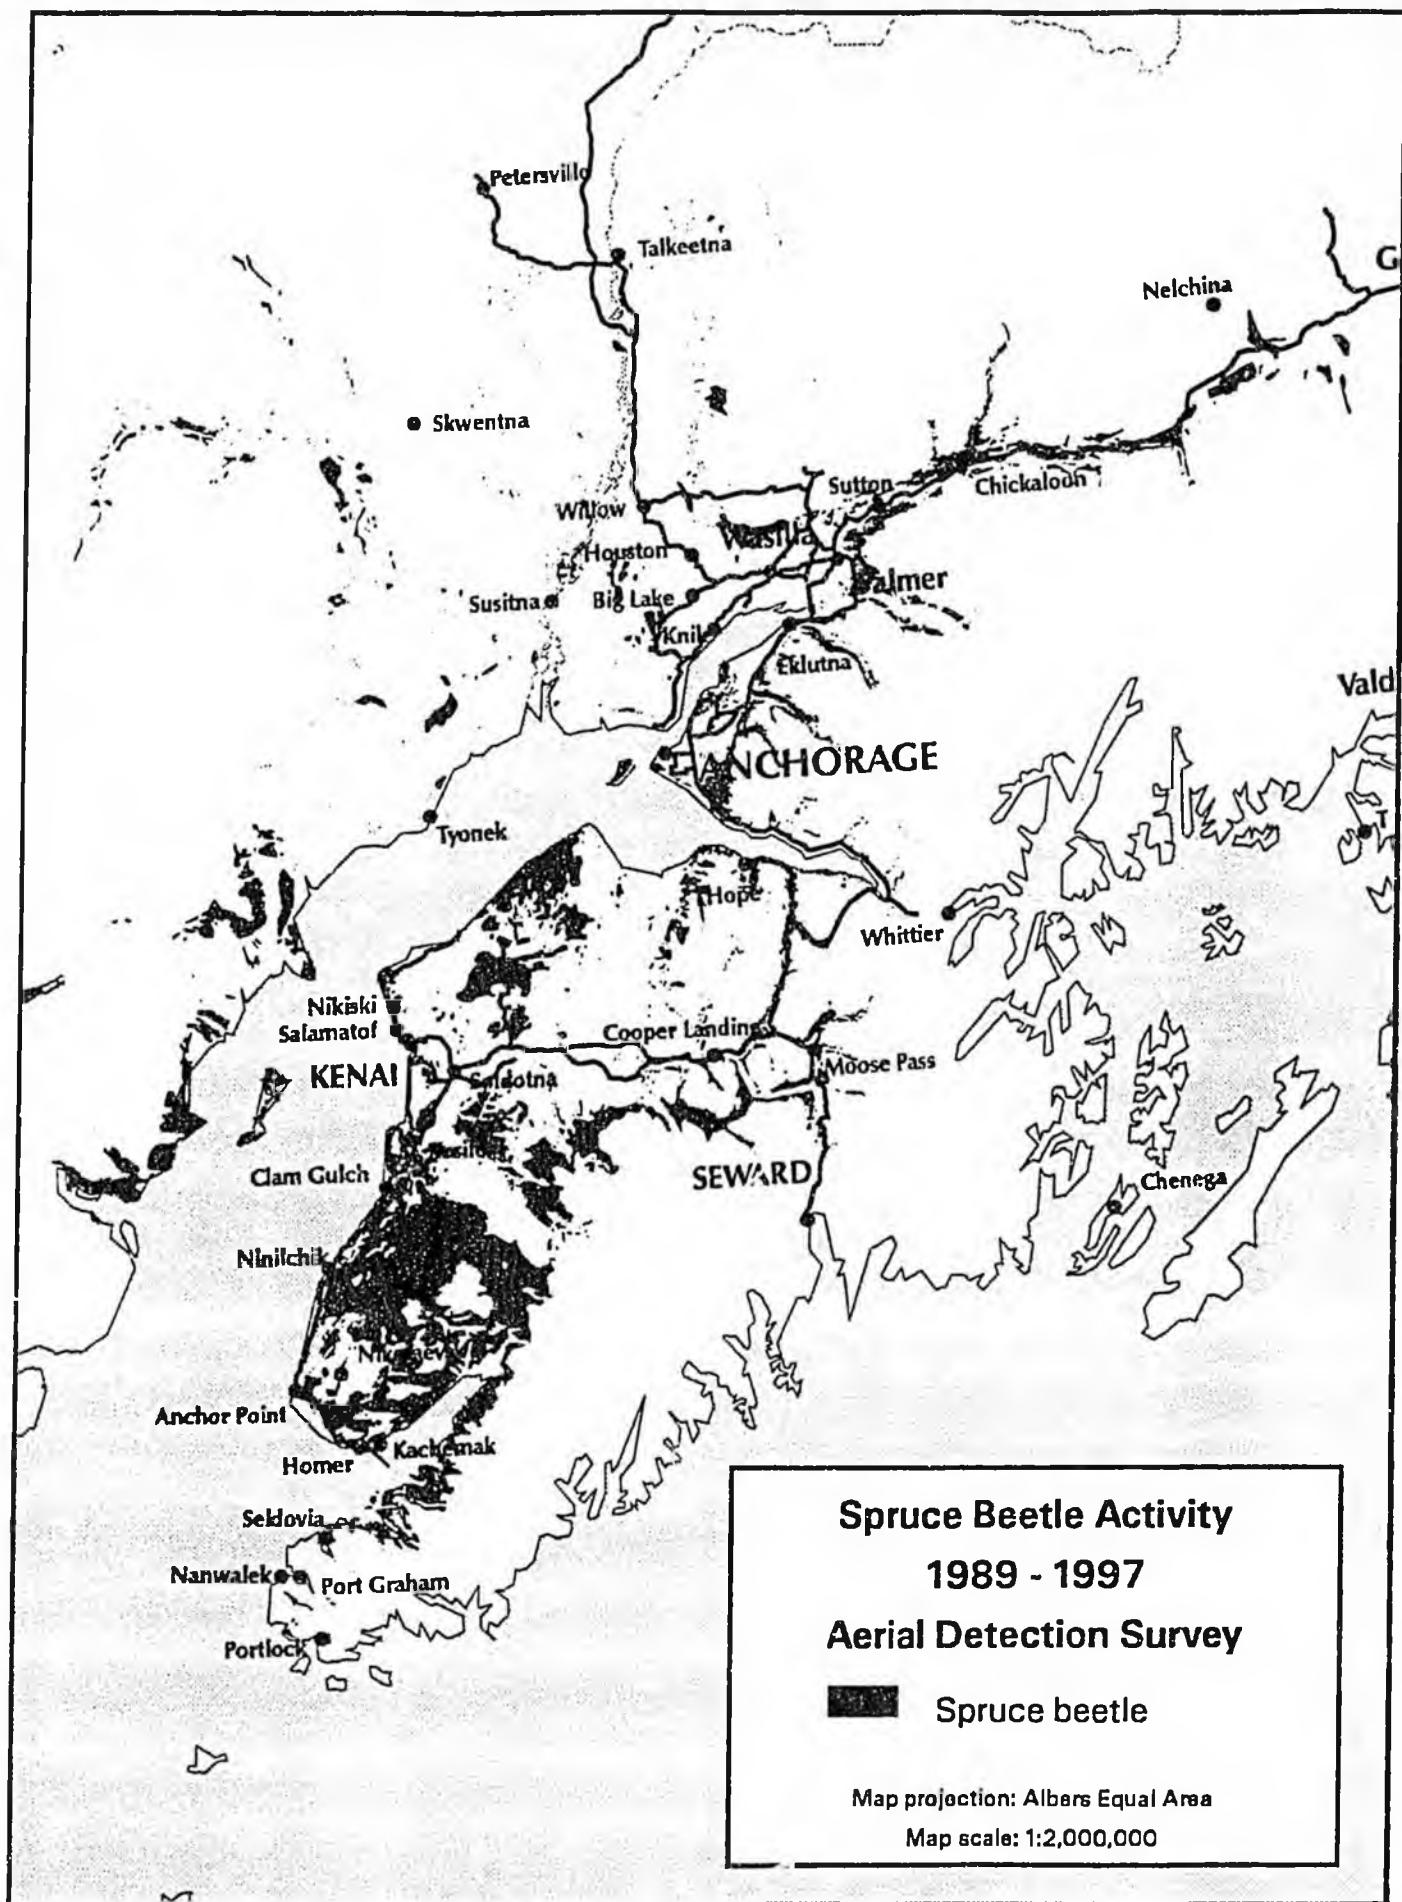 Petersville
Talkeetna
G
Nelchina
Skwentna
Sutton
Chickaloon
Willow
Wasilla
Houston
Palmer
Susitna
Big Lake
Knik
Eklutna
Vald
ANCHORAGE
T
Tyonek
Hope
Whittier
Nikiski
Salamatof
Cooper Landing
KENAI
Soldotna
Moose Pass
Clam Gulch
SEWARD
Chenega
Ninilchik
Anchor Point
Kachemak
Homer
Seldovia
Nanwalek
Port Graham
Portlock
Spruce Beetle Activity
1989 - 1997
Aerial Detection Survey
Spruce beetle
Map projection: Albers Equal Area
Map scale: 1:2,000,000